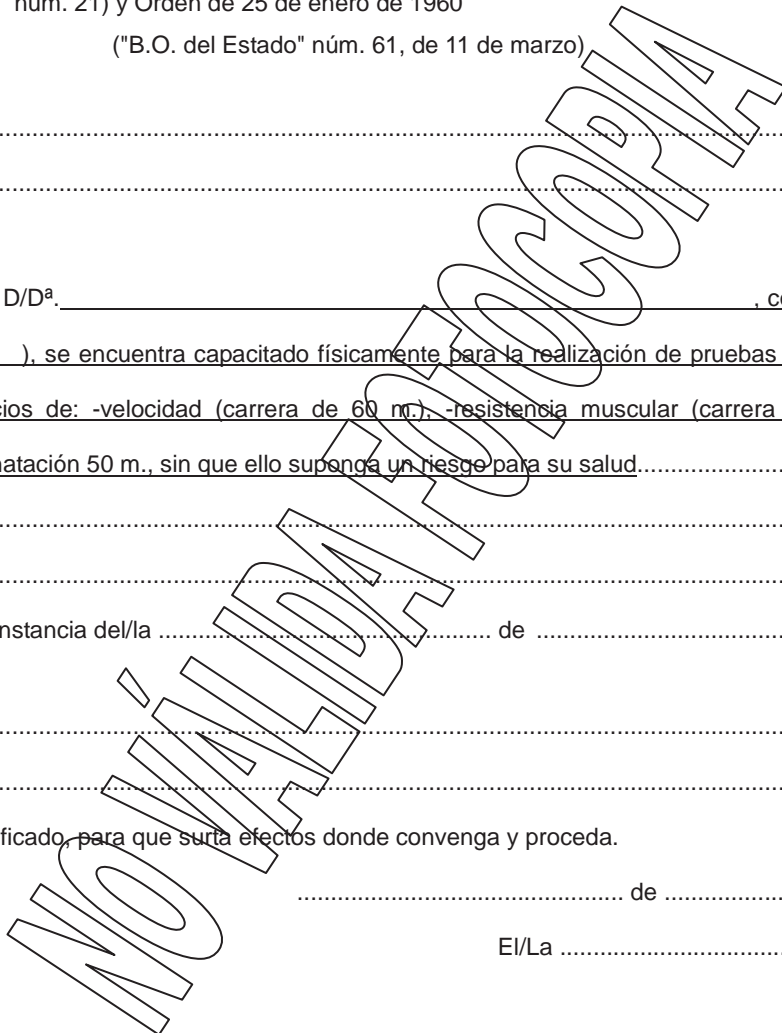 núm. 21) y Orden de 25 de enero de 1960
("B.O. del Estado" núm. 61, de 11 de marzo)
D/Dª. , co
), se encuentra capacitado físicamente para la realización de pruebas
cios de: -velocidad (carrera de 60 m.), -resistencia muscular (carrera
natación 50 m., sin que ello suponga un riesgo para su salud
nstancia del/la ................................................... de ......................................
ificado, para que surta efectos donde convenga y proceda.
.................................................. de ..................
El/La ..................................
NO VÁLIDA FOTOCOPIA